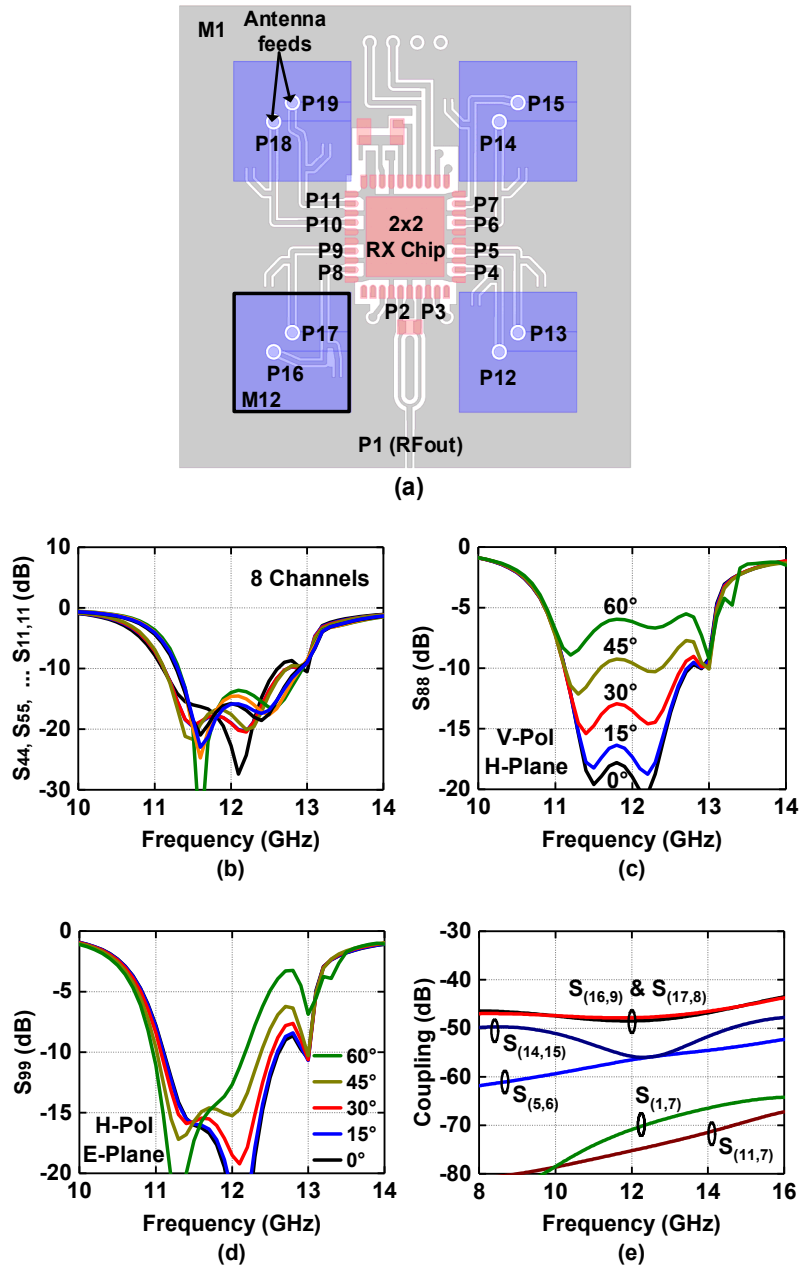 M1
Antenna
feeds
P19
P18
P15
P14
P11
P10
P9
P8
2x2
RX Chip
P7
P6
P5
P4
P2 P3
P17
P16
M12
P13
P12
P1 (RFout)
(a)
S44, S55, ... S11,11 (dB)
10
0
-10
-20
-30
8 Channels
10 11 12 13 14
Frequency (GHz)
(b)
S88 (dB)
0
-5
-10
-15
-20
60°
45°
30°
15°
0°
V-Pol
H-Plane
10 11 12 13 14
Frequency (GHz)
(c)
S99 (dB)
0
-5
-10
-15
-20
H-Pol
E-Plane
60°
45°
30°
15°
0°
10 11 12 13 14
Frequency (GHz)
(d)
Coupling (dB)
-30
-40
-50
-60
-70
-80
S(16,9) & S(17,8)
S(14,15)
S(5,6)
S(1,7)
S(11,7)
8 10 12 14 16
Frequency (GHz)
(e)